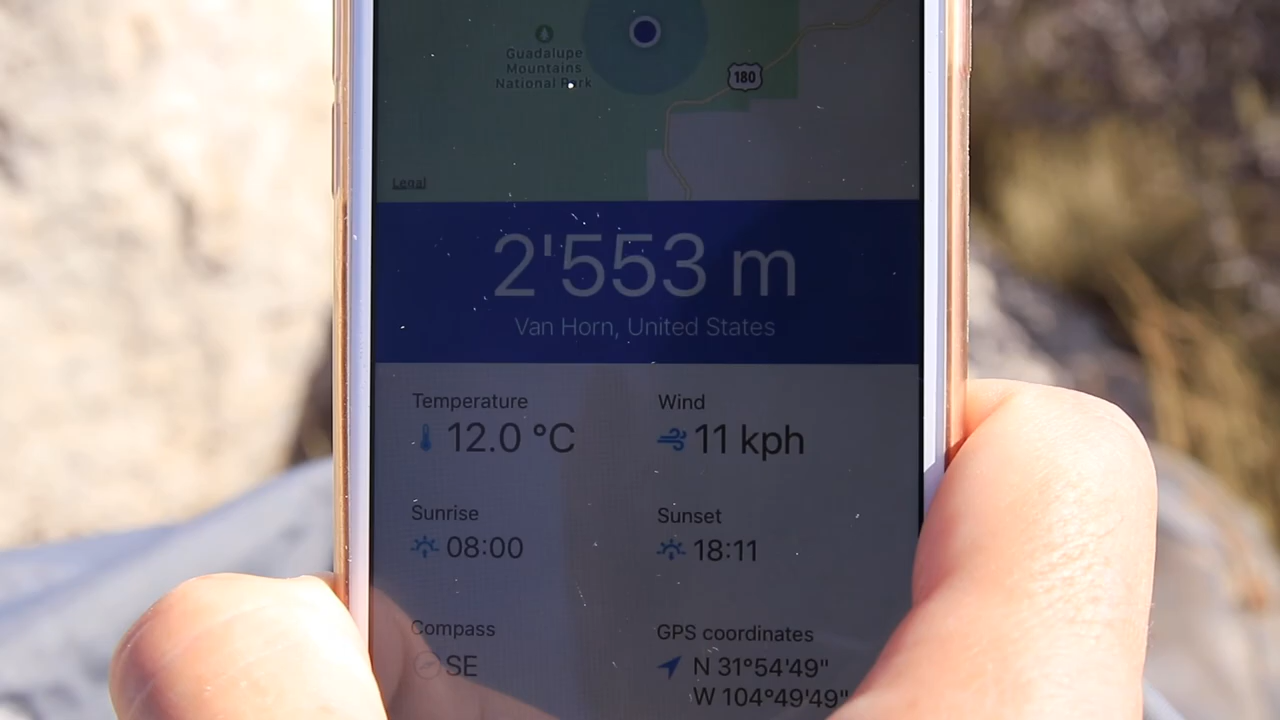 Guadalupe
Mountains
National Park
180
Legal
2'553 m
Van Horn, United States
Temperature
12.0 °C
Wind
11 kph
Sunrise
08:00
Sunset
18:11
Compass
SE
GPS coordinates
N 31°54'49"
W 104°49'49"